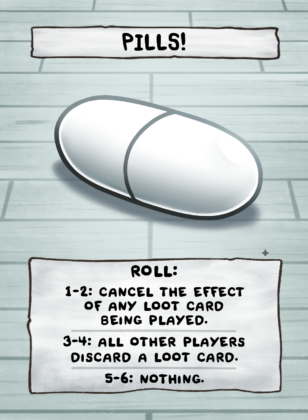 PILLS!
ROLL:
1-2: CANCEL THE EFFECT
OF ANY LOOT CARD
BEING PLAYED.
3-4: ALL OTHER PLAYERS
DISCARD A LOOT CARD.
5-6: NOTHING.